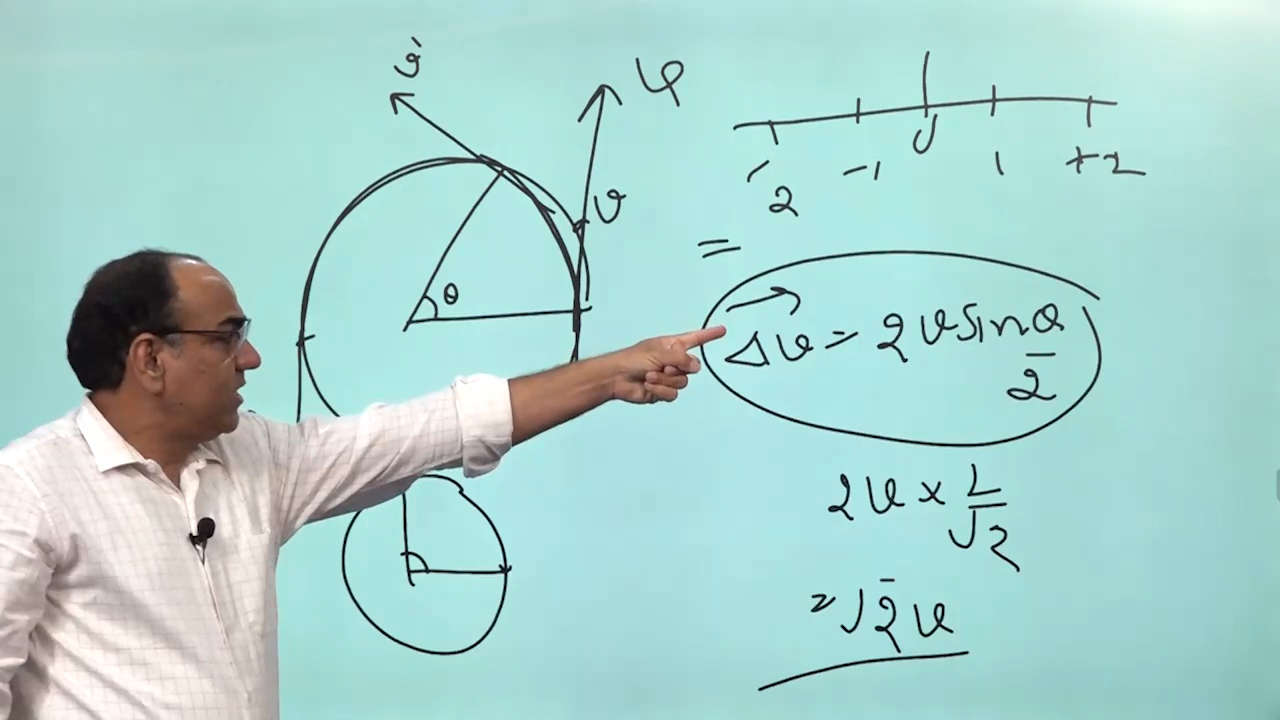 v'
v
θ
-2 -1 0 1 +2
=
Δv⃗ = 2v sin θ/2
2v × 1/√2
= √2 v